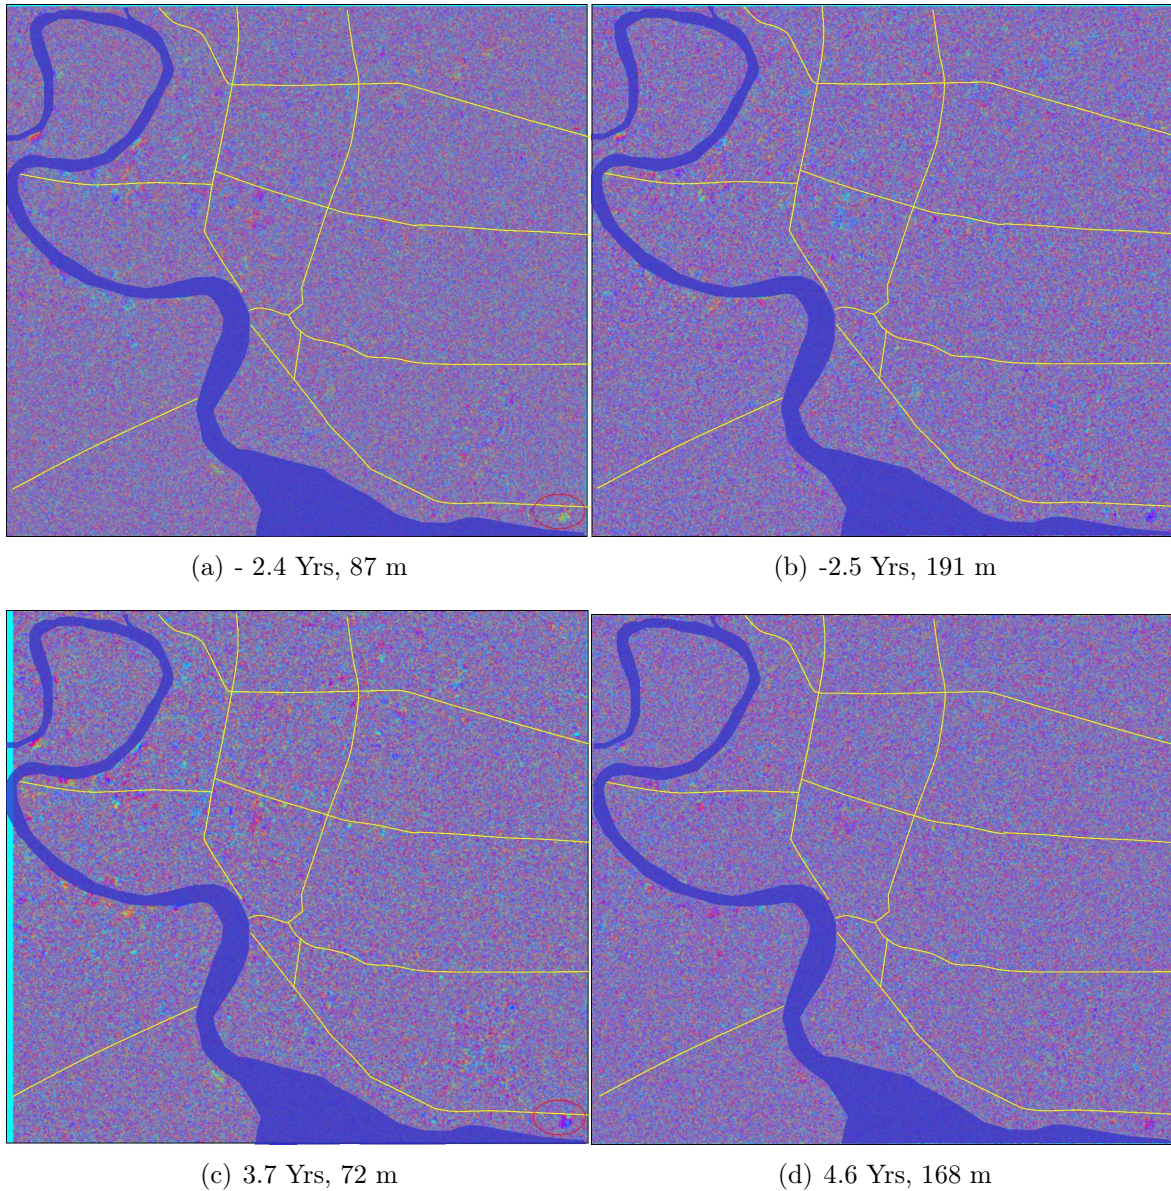 (a) - 2.4 Yrs, 87 m
(b) -2.5 Yrs, 191 m
(c) 3.7 Yrs, 72 m
(d) 4.6 Yrs, 168 m